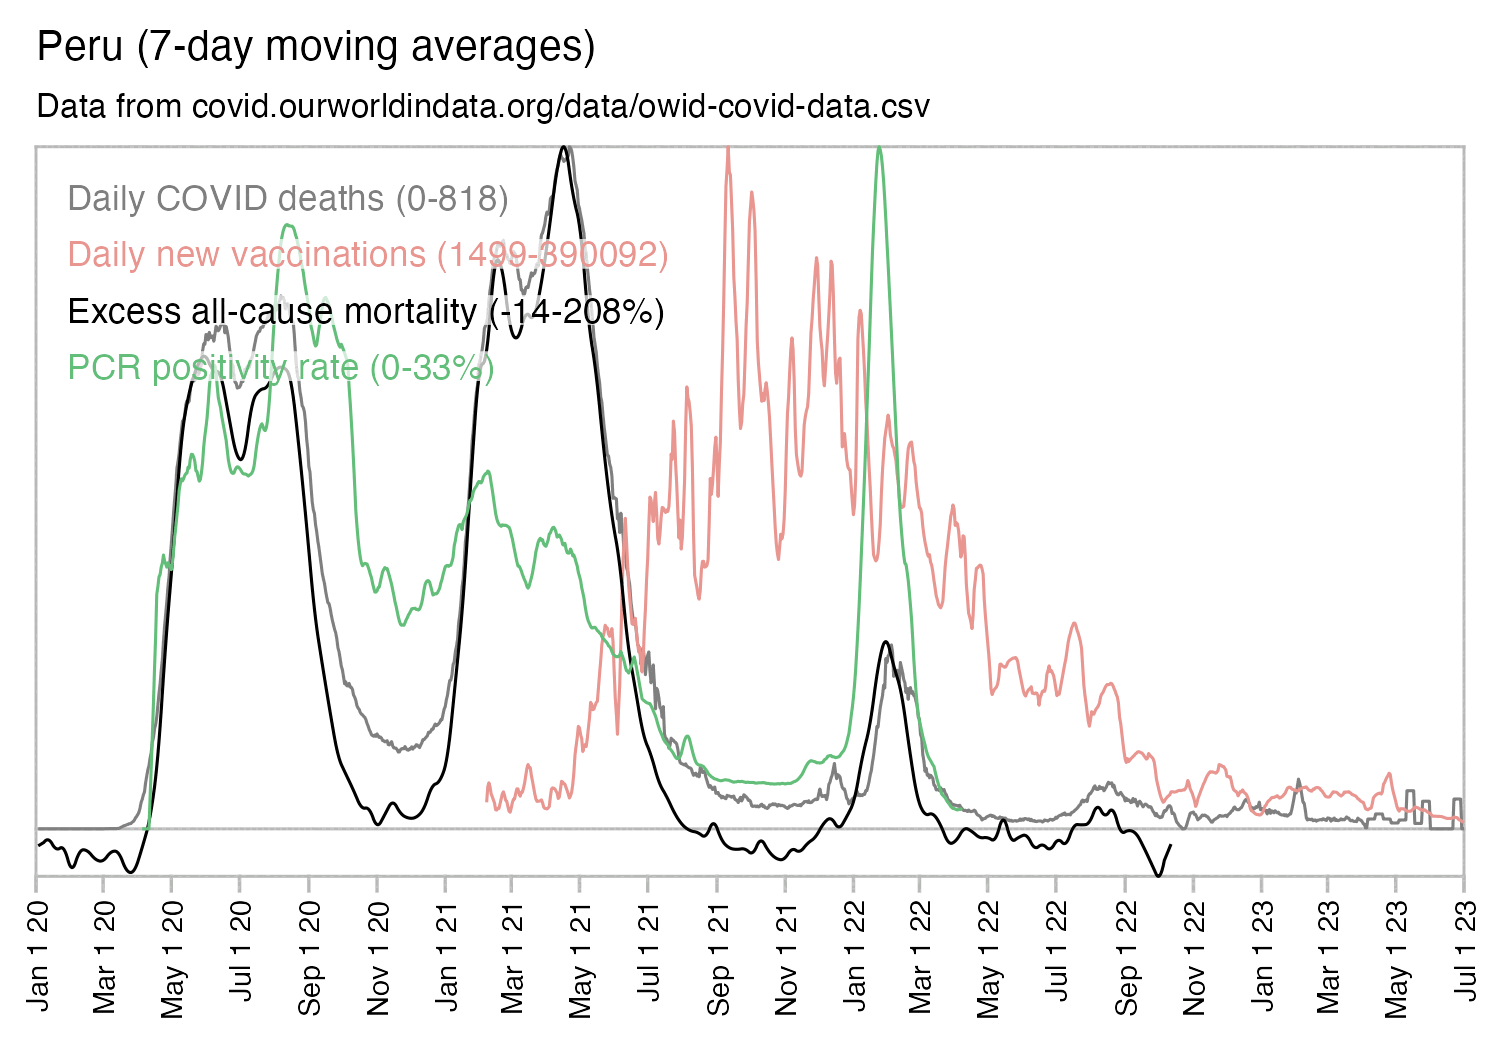 Peru (7-day moving averages)
Data from covid.ourworldindata.org/data/owid-covid-data.csv
Daily COVID deaths (0-818)
Daily new vaccinations (1499-390092)
Excess all-cause mortality (-14-208%)
PCR positivity rate (0-33%)
Jan 1 20
Mar 1 20
May 1 20
Jul 1 20
Sep 1 20
Nov 1 20
Jan 1 21
Mar 1 21
May 1 21
Jul 1 21
Sep 1 21
Nov 1 21
Jan 1 22
Mar 1 22
May 1 22
Jul 1 22
Sep 1 22
Nov 1 22
Jan 1 23
Mar 1 23
May 1 23
Jul 1 23